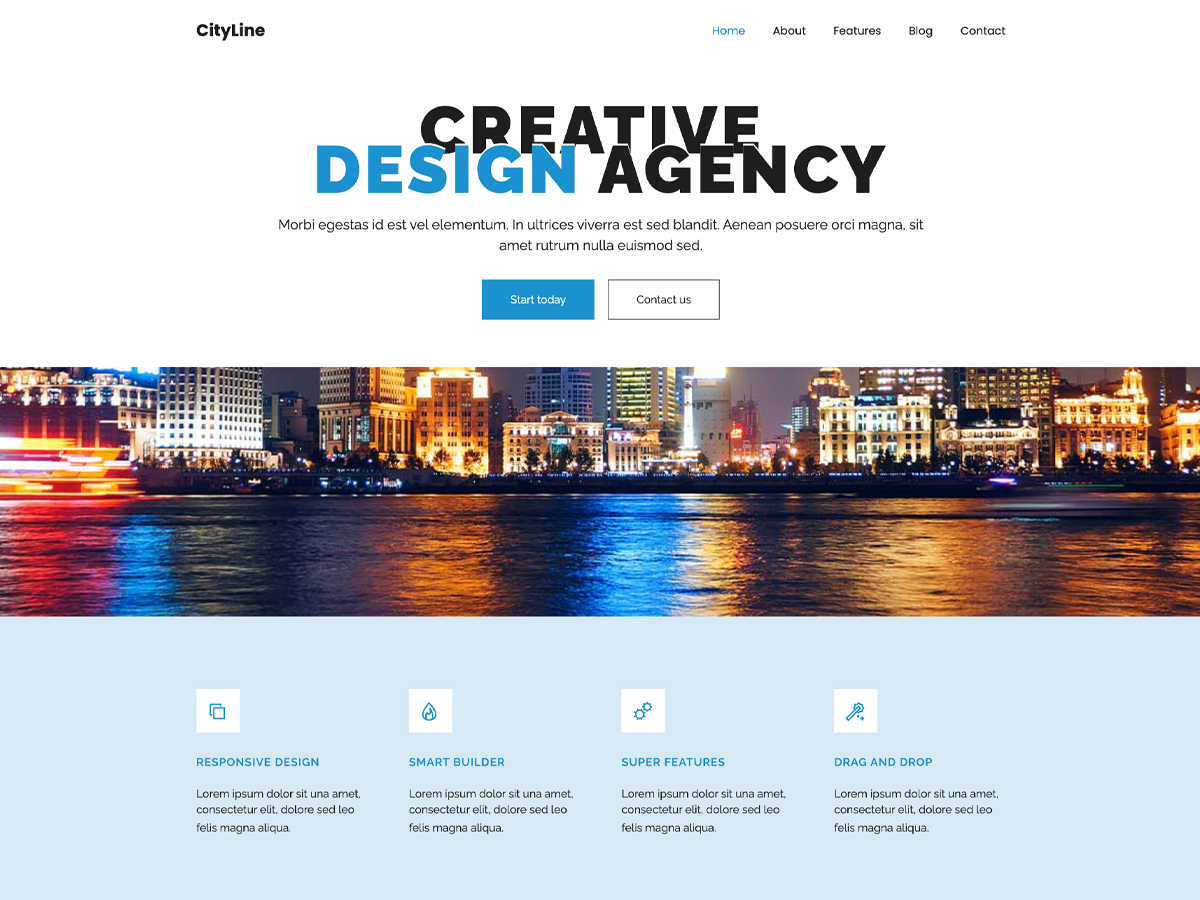 CityLine
Home About Features Blog Contact
CREATIVE
DESIGN AGENCY
Morbi egestas id est vel elementum. In ultrices viverra est sed blandit. Aenean posuere orci magna, sit
amet rutrum nulla euismod sed.
Start today
Contact us
RESPONSIVE DESIGN
Lorem ipsum dolor sit una amet,
consectetur elit, dolore sed leo
felis magna aliqua.
SMART BUILDER
Lorem ipsum dolor sit una amet,
consectetur elit, dolore sed leo
felis magna aliqua.
SUPER FEATURES
Lorem ipsum dolor sit una amet,
consectetur elit, dolore sed leo
felis magna aliqua.
DRAG AND DROP
Lorem ipsum dolor sit una amet,
consectetur elit, dolore sed leo
felis magna aliqua.